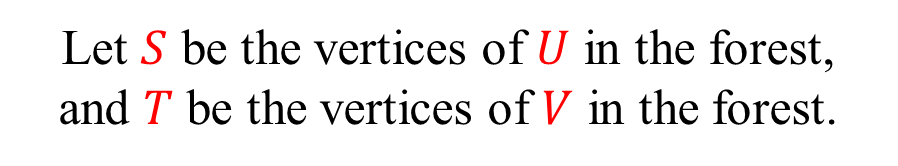 Let S be the vertices of U in the forest,
and T be the vertices of V in the forest.